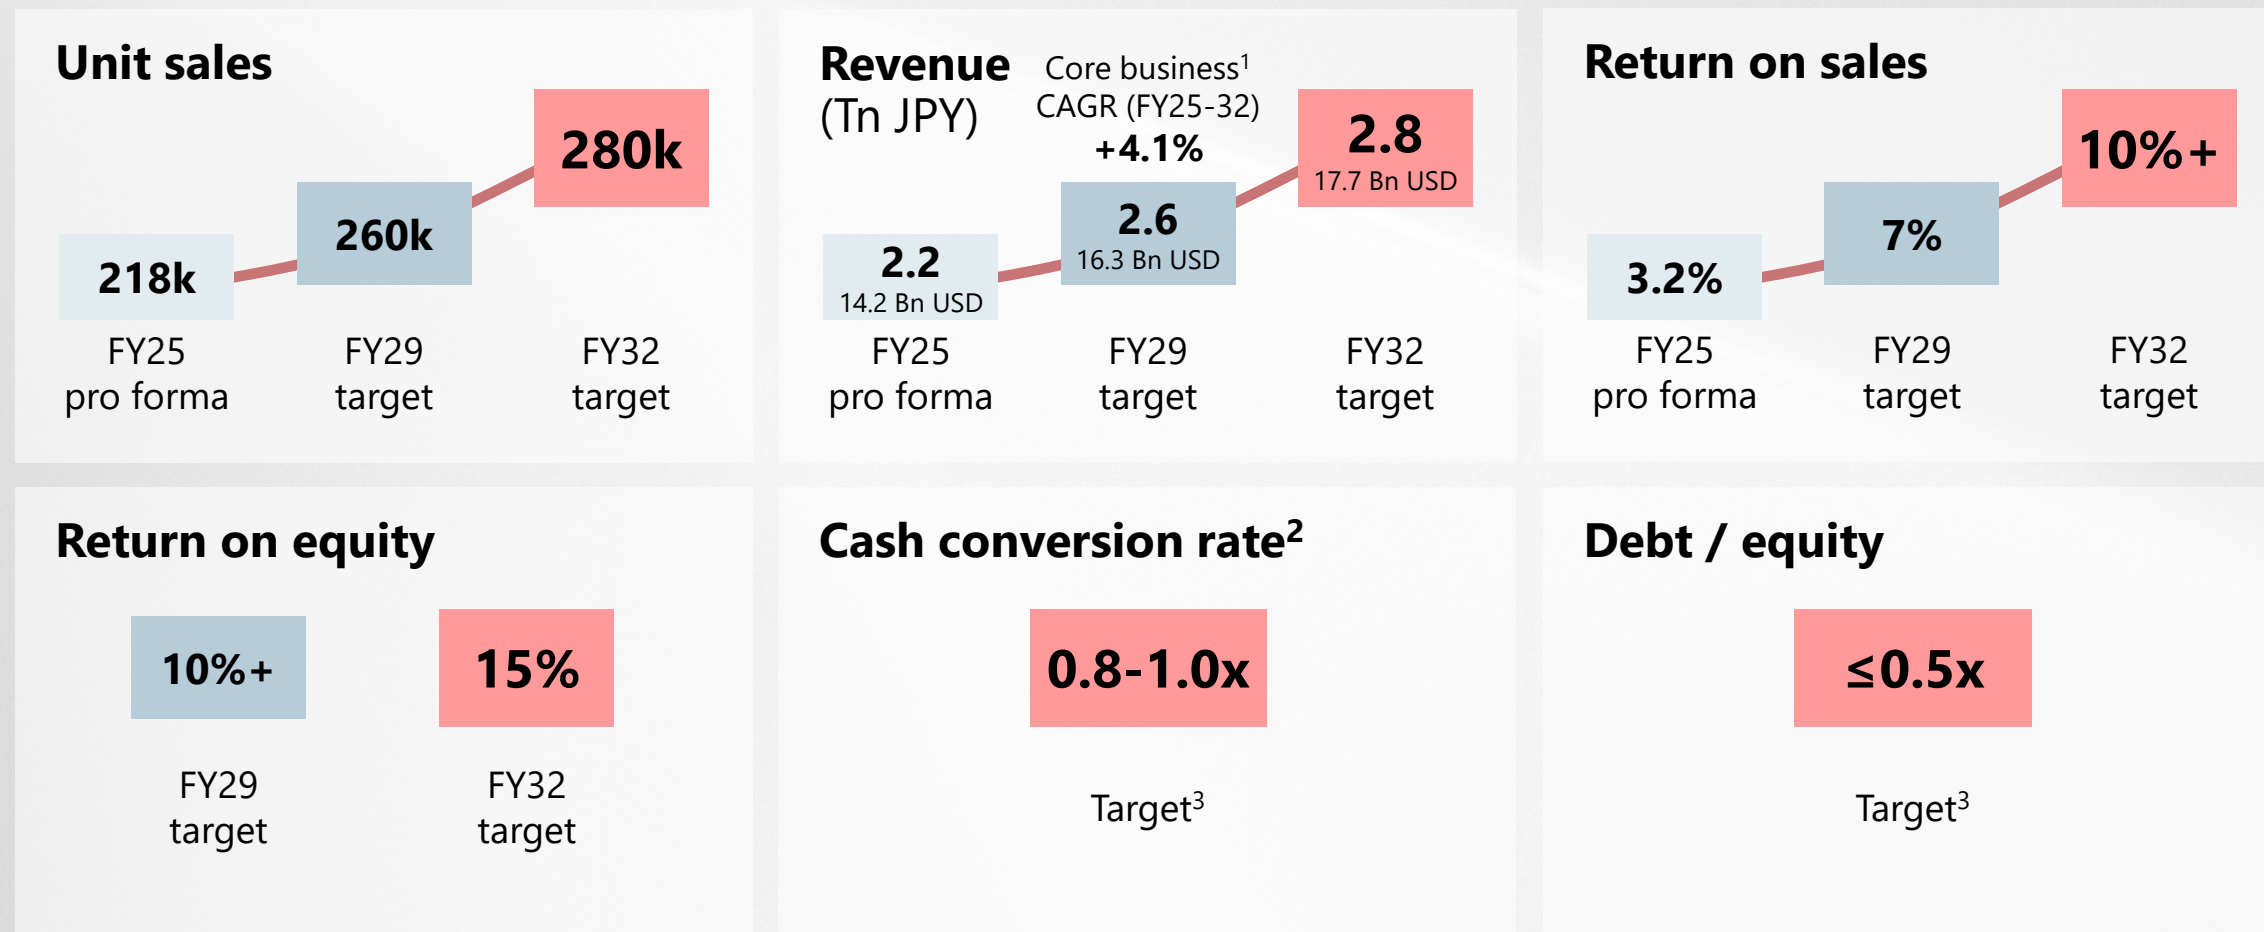 Unit sales
280k
260k
218k
FY25
pro forma
FY29
target
FY32
target
Revenue
(Tn JPY)
Core business¹
CAGR (FY25-32)
+4.1%
2.8
17.7 Bn USD
2.6
16.3 Bn USD
2.2
14.2 Bn USD
FY25
pro forma
FY29
target
FY32
target
Return on sales
10%+
7%
3.2%
FY25
pro forma
FY29
target
FY32
target
Return on equity
10%+
15%
FY29
target
FY32
target
Cash conversion rate²
0.8-1.0x
Target³
Debt / equity
≤0.5x
Target³